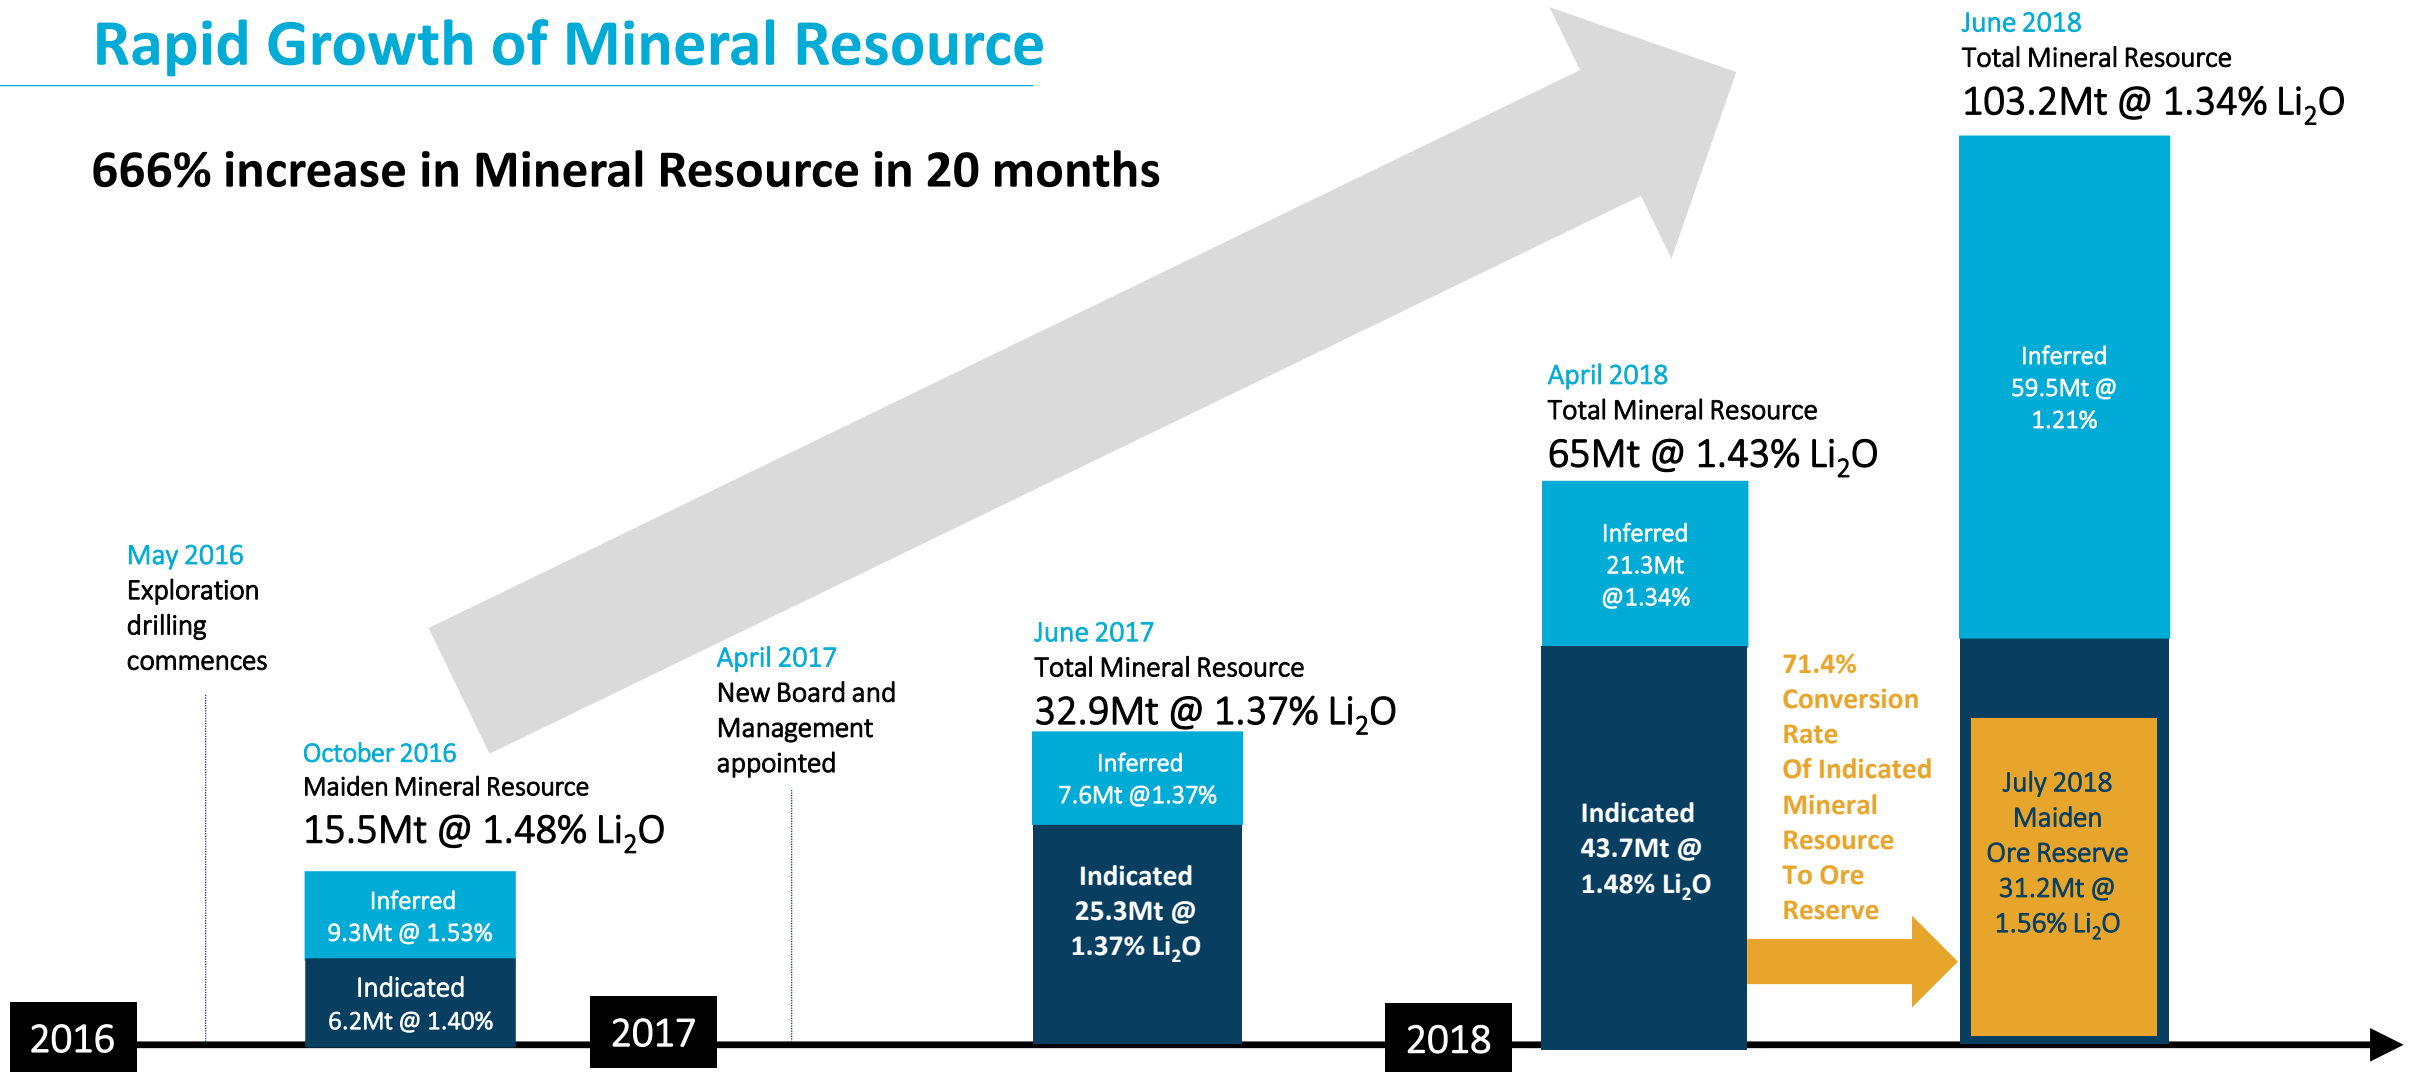 Rapid Growth of Mineral Resource
666% increase in Mineral Resource in 20 months
May 2016
Exploration
drilling
commences
October 2016
Maiden Mineral Resource
15.5Mt @ 1.48% Li₂O
Inferred
9.3Mt @ 1.53%
Indicated
6.2Mt @ 1.40%
April 2017
New Board and
Management
appointed
June 2017
Total Mineral Resource
32.9Mt @ 1.37% Li₂O
Inferred
7.6Mt @1.37%
Indicated
25.3Mt @
1.37% Li₂O
April 2018
Total Mineral Resource
65Mt @ 1.43% Li₂O
Inferred
21.3Mt
@1.34%
Indicated
43.7Mt @
1.48% Li₂O
71.4%
Conversion
Rate
Of Indicated
Mineral
Resource
To Ore
Reserve
June 2018
Total Mineral Resource
103.2Mt @ 1.34% Li₂O
Inferred
59.5Mt @
1.21%
July 2018
Maiden
Ore Reserve
31.2Mt @
1.56% Li₂O
2016
2017
2018